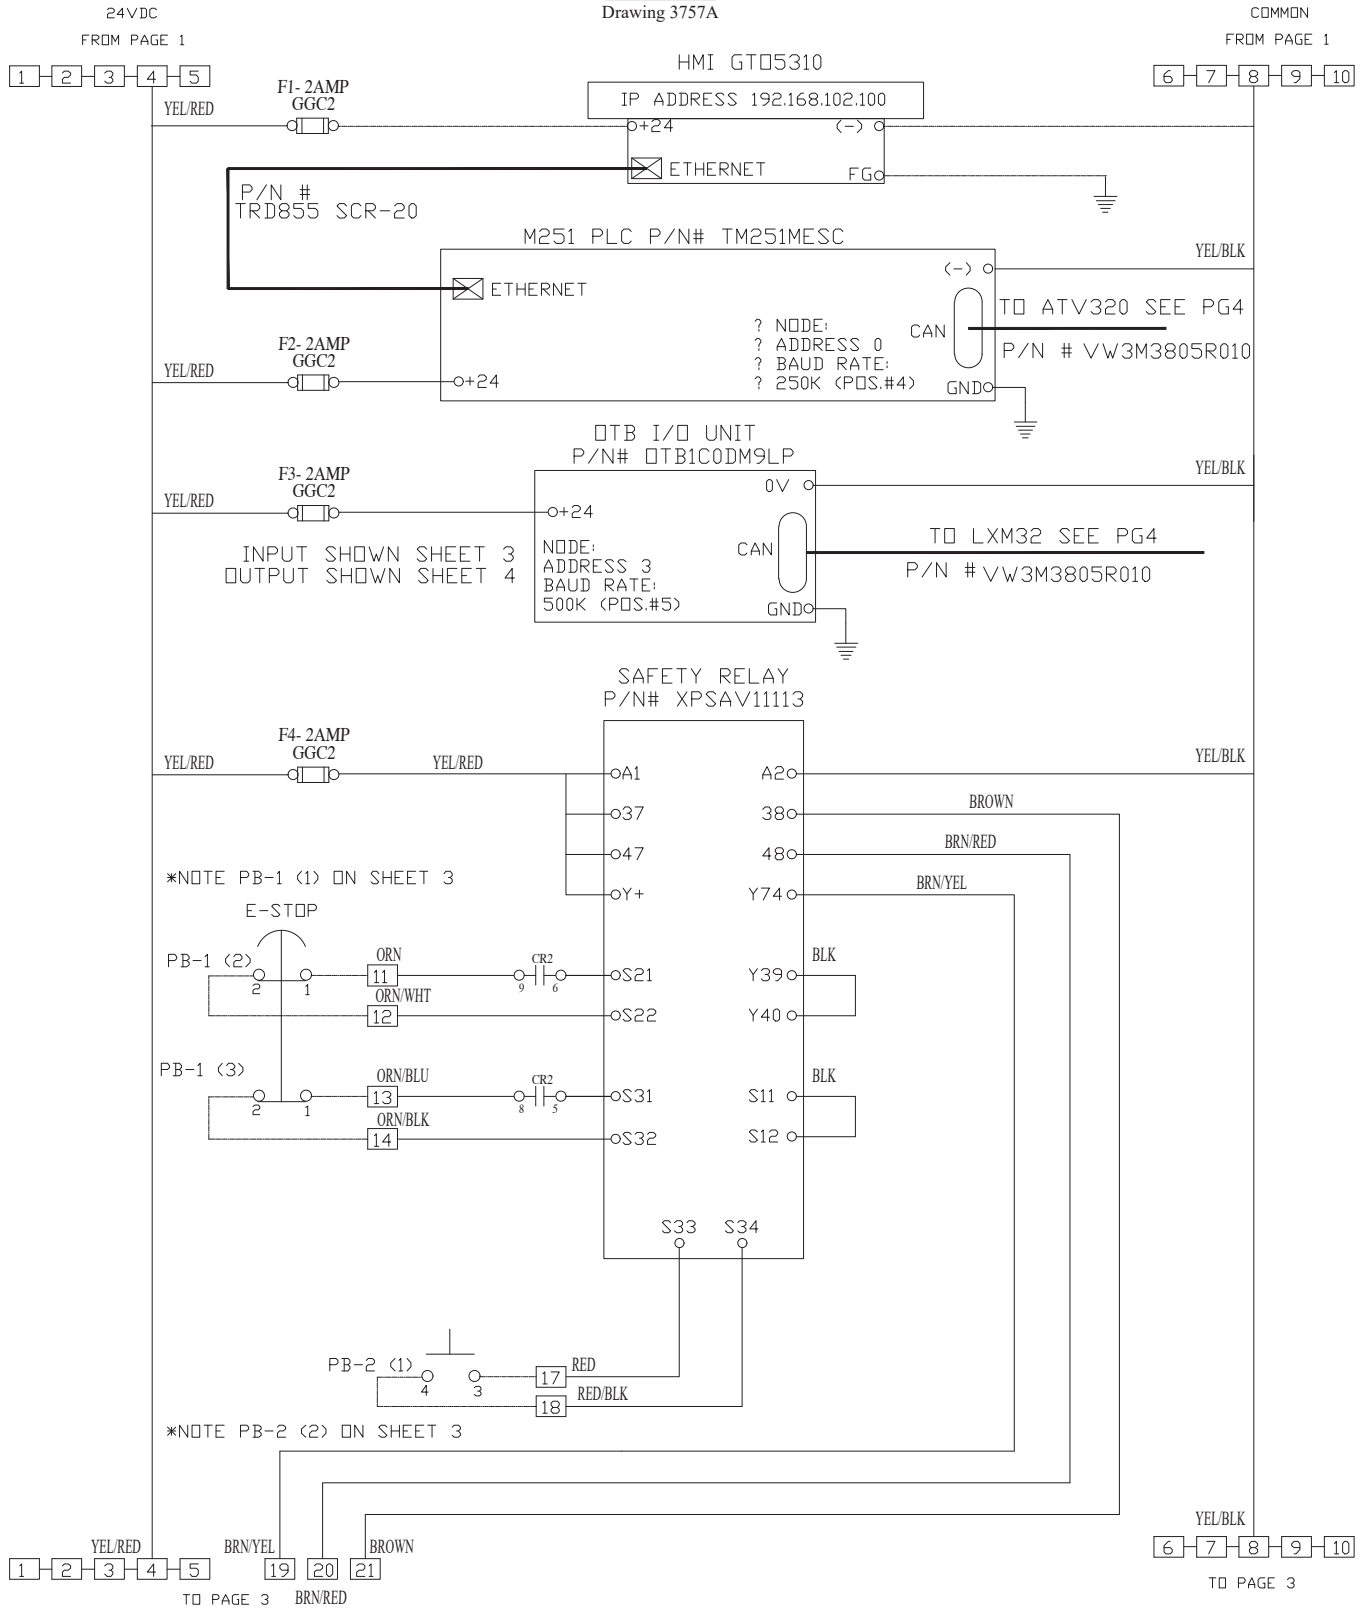 Drawing 3757A
24VDC
FROM PAGE 1
COMMON
FROM PAGE 1
1 2 3 4 5
6 7 8 9 10
HMI GTO5310
IP ADDRESS 192.168.102.100
F1- 2AMP
GGC2
YEL/RED
+24
(-)
ETHERNET
FG
P/N #
TRD855 SCR-20
M251 PLC P/N# TM251MESC
YEL/BLK
(-)
ETHERNET
TO ATV320 SEE PG4
CAN
P/N # VW3M3805R010
? NODE:
? ADDRESS 0
? BAUD RATE:
? 250K (POS.#4)
F2- 2AMP
GGC2
YEL/RED
+24
GND
OTB I/O UNIT
P/N# OTB1C0DM9LP
YEL/BLK
F3- 2AMP
GGC2
YEL/RED
0V
+24
INPUT SHOWN SHEET 3
OUTPUT SHOWN SHEET 4
NODE:
ADDRESS 3
BAUD RATE:
500K (POS.#5)
CAN
TO LXM32 SEE PG4
P/N # VW3M3805R010
GND
SAFETY RELAY
P/N# XPSAV11113
F4- 2AMP
GGC2
YEL/RED
YEL/RED
YEL/BLK
A1
A2
37
38
BROWN
47
48
BRN/RED
Y+
Y74
BRN/YEL
*NOTE PB-1 (1) ON SHEET 3
E-STOP
PB-1 (2)
2
1
ORN
11
CR2
9
6
S21
Y39
BLK
ORN/WHT
12
S22
Y40
PB-1 (3)
2
1
ORN/BLU
13
CR2
8
5
S31
S11
BLK
ORN/BLK
14
S32
S12
S33
S34
PB-2 (1)
4
3
17
RED
18
RED/BLK
*NOTE PB-2 (2) ON SHEET 3
YEL/RED
BRN/YEL
BROWN
YEL/BLK
1 2 3 4 5
19 20 21
6 7 8 9 10
TO PAGE 3
BRN/RED
TO PAGE 3